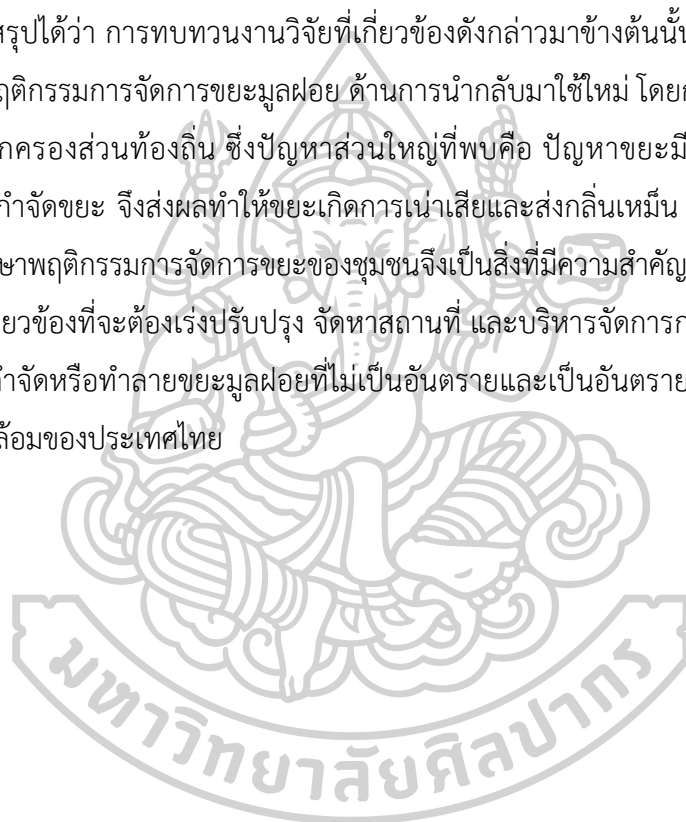 สรุปได้ว่า การทบทวนงานวิจัยที่เกี่ยวข้องดังกล่าวมาข้างต้นนั้น
ฤติกรรมการจัดการขยะมูลฝอย ด้านการนำกลับมาใช้ใหม่ โดย
กครองส่วนท้องถิ่น ซึ่งปัญหาส่วนใหญ่ที่พบคือ ปัญหาขยะมี
กำจัดขยะ จึงส่งผลทำให้ขยะเกิดการเน่าเสียและส่งกลิ่นเหม็น
ษาพฤติกรรมการจัดการขยะของชุมชนจึงเป็นสิ่งที่มีความสำคัญ
ยวข้องที่จะต้องเร่งปรับปรุง จัดหาสถานที่ และบริหารจัดการ
กำจัดหรือทำลายขยะมูลฝอยที่ไม่เป็นอันตรายและเป็นอันตราย
ล้อมของประเทศไทย
มหาวิทยาลัยศิลปากร